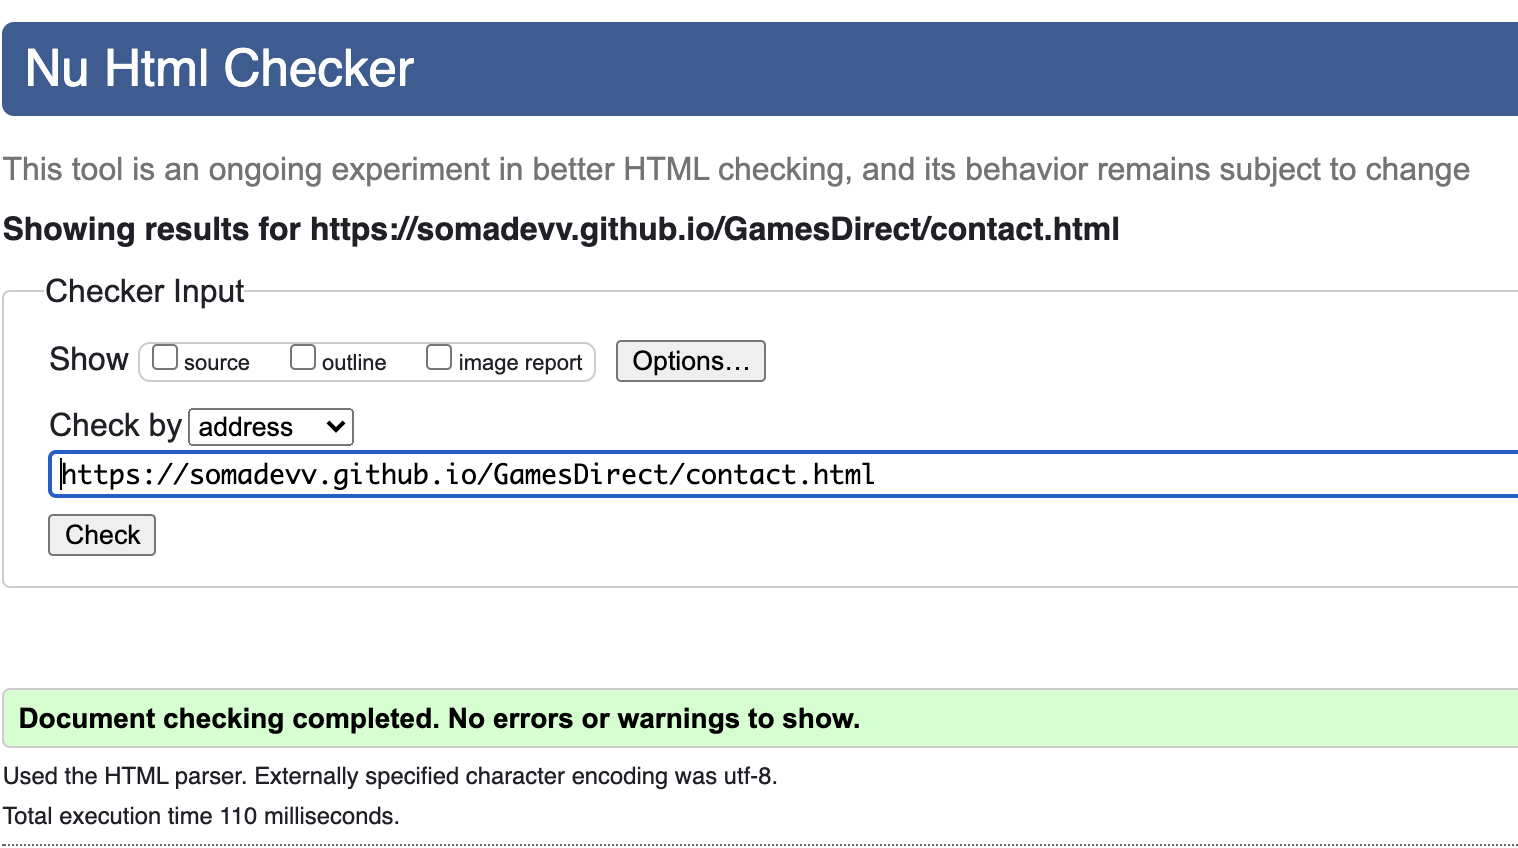 Nu Html Checker
This tool is an ongoing experiment in better HTML checking, and its behavior remains subject to change
Showing results for https://somadevv.github.io/GamesDirect/contact.html
Checker Input
Show source outline image report Options…
Check by address
https://somadevv.github.io/GamesDirect/contact.html
Check
Document checking completed. No errors or warnings to show.
Used the HTML parser. Externally specified character encoding was utf-8.
Total execution time 110 milliseconds.